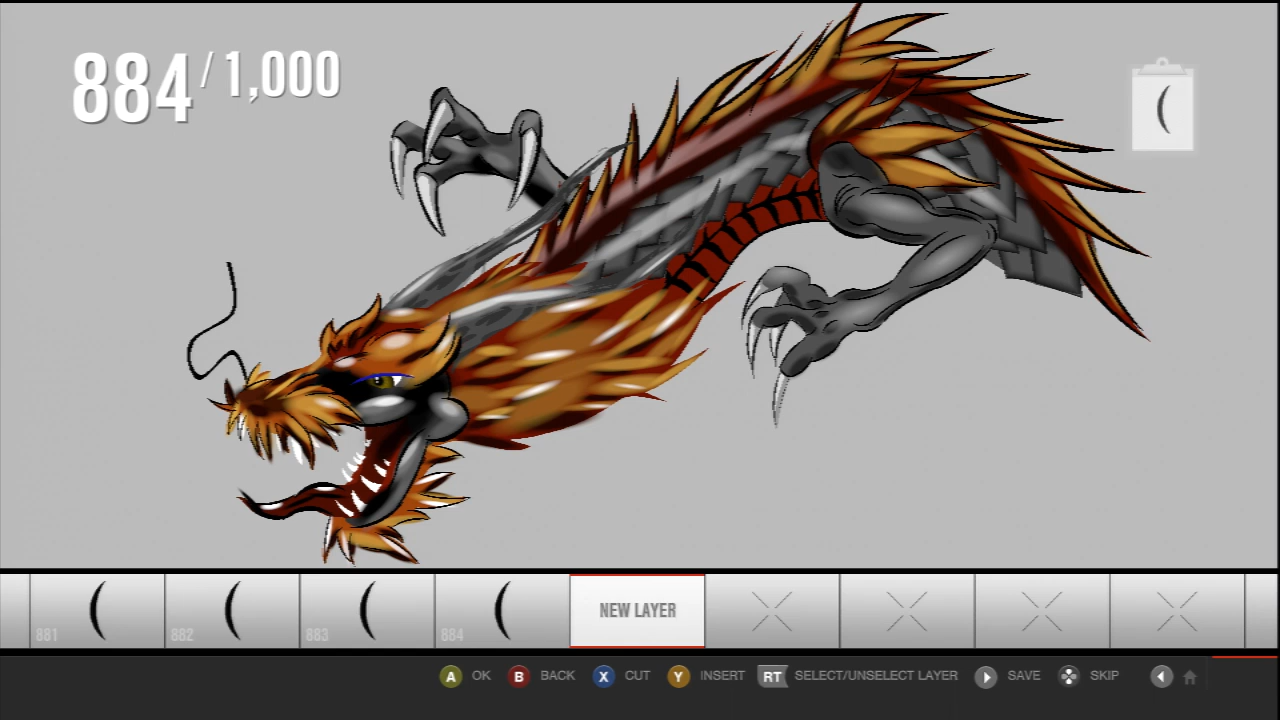 884/1,000
881 882 883 884 NEW LAYER
A OK B BACK X CUT Y INSERT RT SELECT/UNSELECT LAYER SAVE SKIP